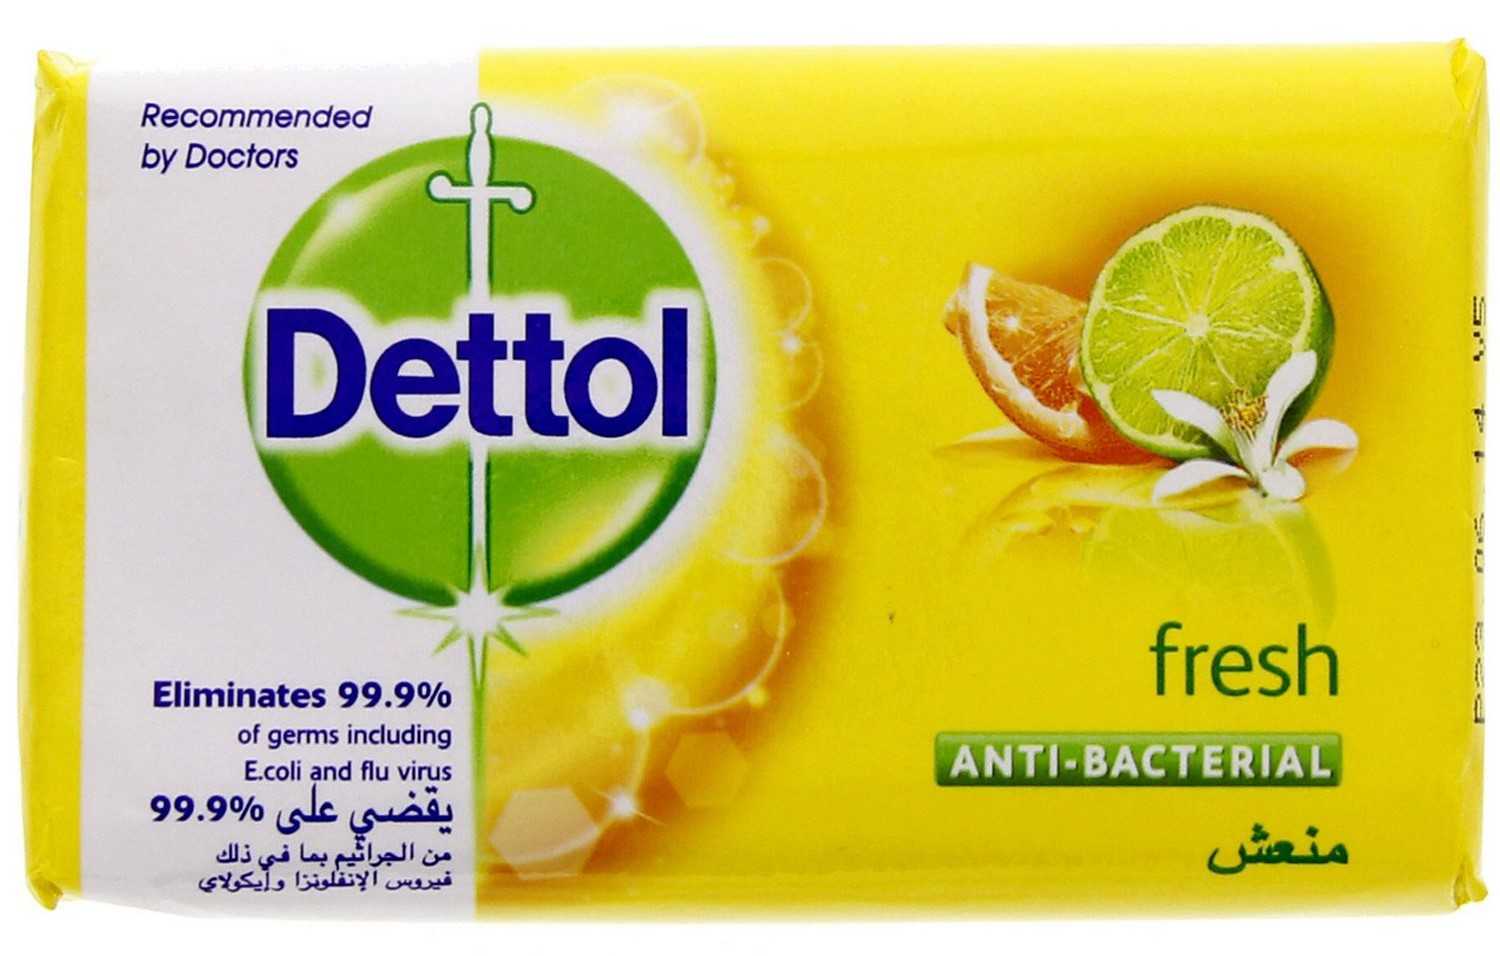 Recommended
by Doctors
Dettol
Eliminates 99.9%
of germs including
E.coli and flu virus
يقضي على 99.9%
من الجراثيم بما في ذلك
فيروس الإنفلونزا وإيكولاي
fresh
ANTI-BACTERIAL
منعش